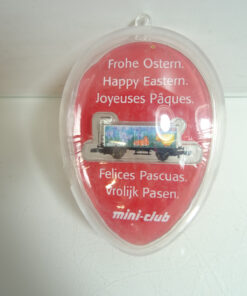 Frohe Ostern.
Happy Eastern.
Joyeuses Pâques.
Felices Pascuas.
Vrolijk Pasen.
mini-club